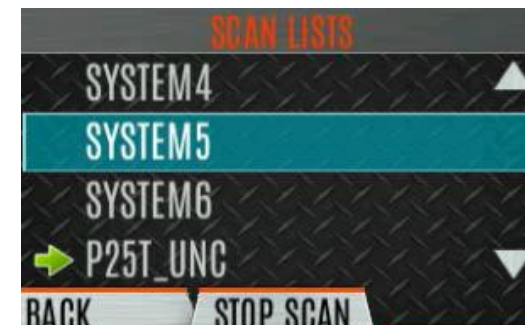 SCAN LISTS
SYSTEM4
SYSTEM5
SYSTEM6
P25T_UNC
BACK STOP SCAN